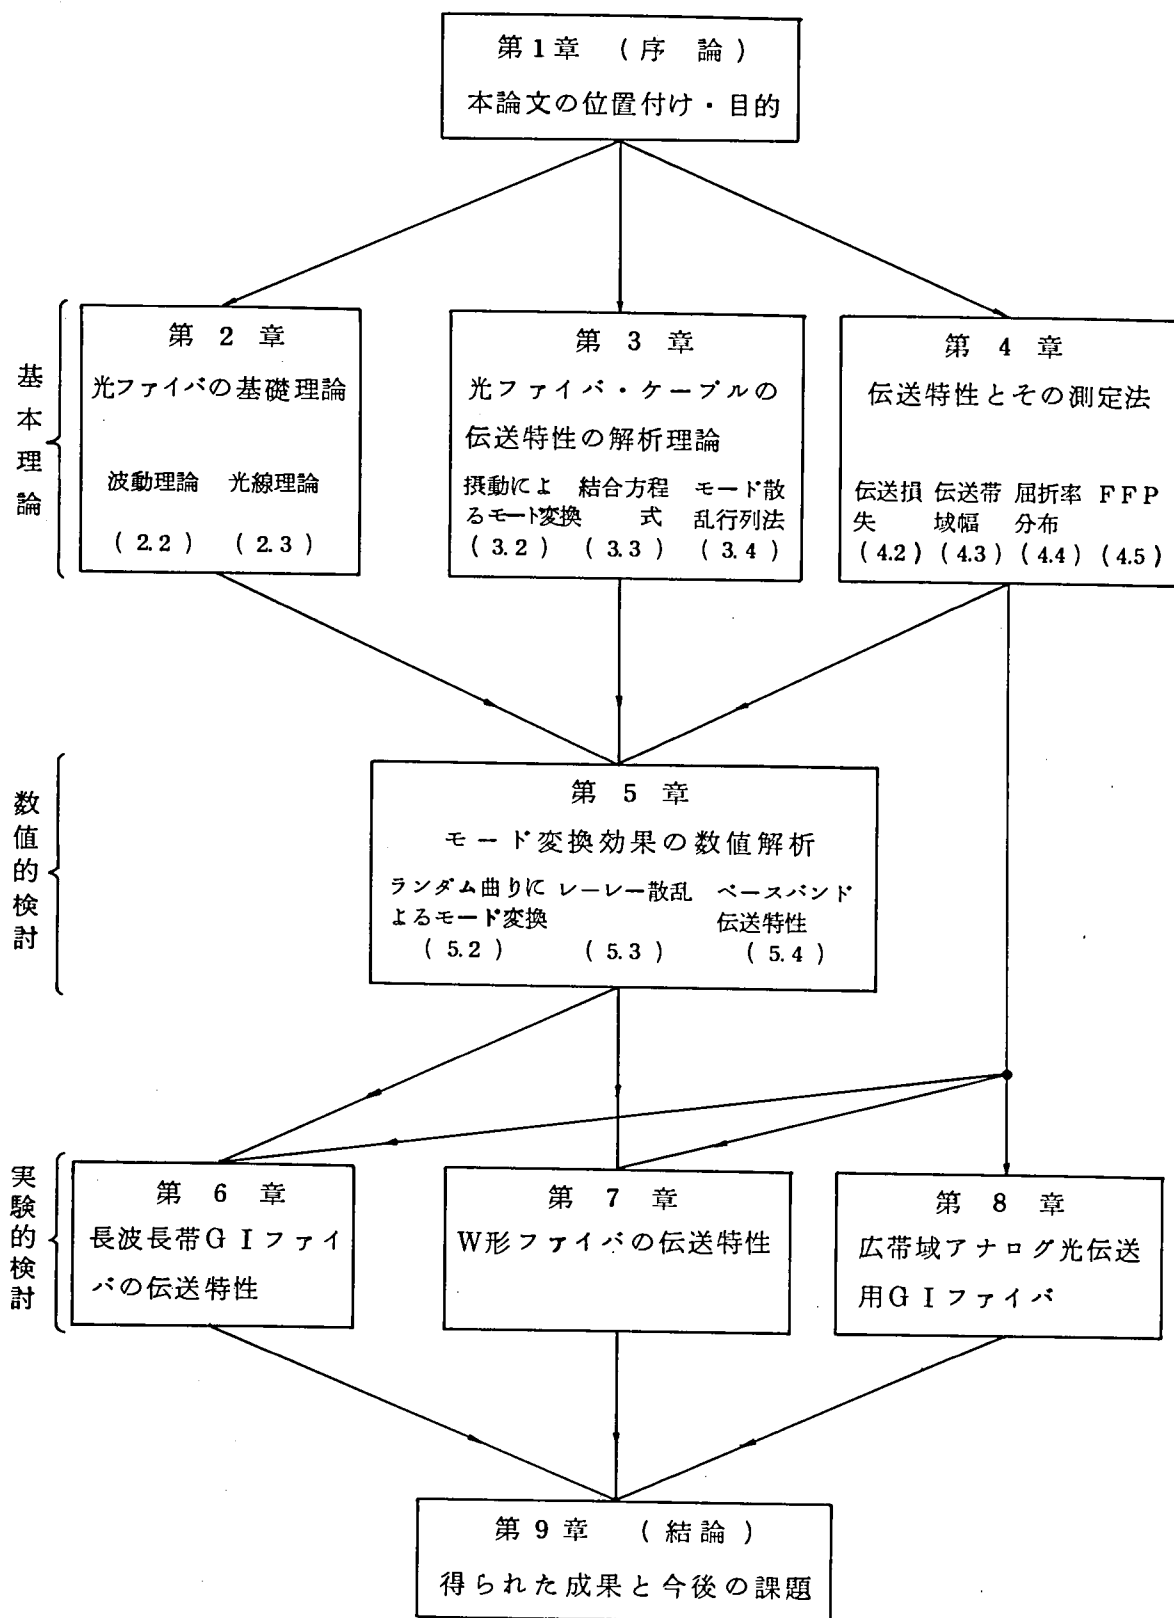 第1章 (序 論)
本論文の位置付け・目的
基本理論
第 2 章
光ファイバの基礎理論
波動理論 光線理論
( 2.2 ) ( 2.3 )
第 3 章
光ファイバ・ケーブルの
伝送特性の解析理論
摂動によ 結合方程 モード散
るモート変換 式 乱行列法
( 3.2 ) ( 3.3 ) ( 3.4 )
第 4 章
伝送特性とその測定法
伝送損 伝送帯 屈折率 FFP
失 域幅 分布
( 4.2 ) ( 4.3 ) ( 4.4 ) ( 4.5 )
数値的検討
第 5 章
モード変換効果の数値解析
ランダム曲りに レーレー散乱 ベースバンド
よるモード変換 伝送特性
( 5.2 ) ( 5.3 ) ( 5.4 )
実験的検討
第 6 章
長波長帯GIファイ
バの伝送特性
第 7 章
W形ファイバの伝送特性
第 8 章
広帯域アナログ光伝送
用GIファイバ
第9章 (結論)
得られた成果と今後の課題